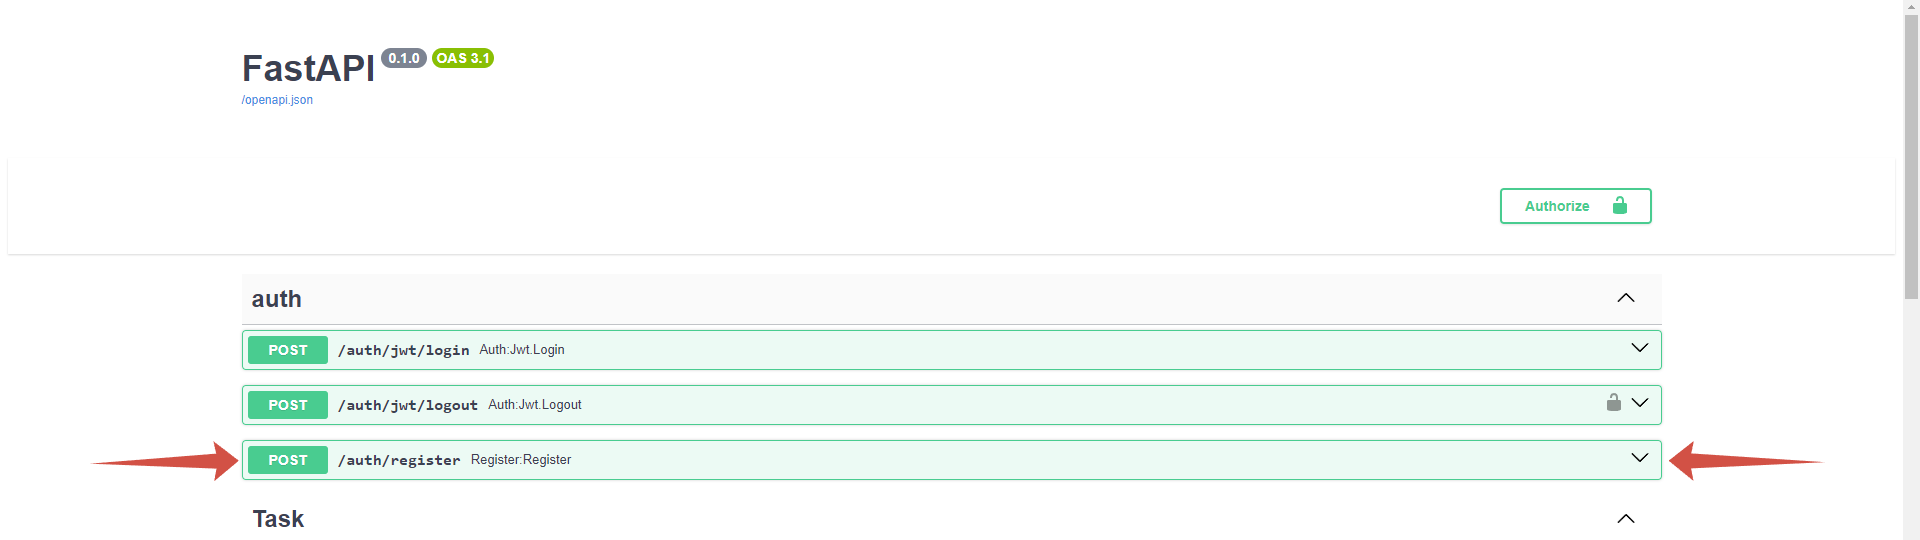 FastAPI 0.1.0 OAS 3.1
/openapi.json
Authorize
auth
POST /auth/jwt/login Auth:Jwt.Login
POST /auth/jwt/logout Auth:Jwt.Logout
POST /auth/register Register:Register
Task